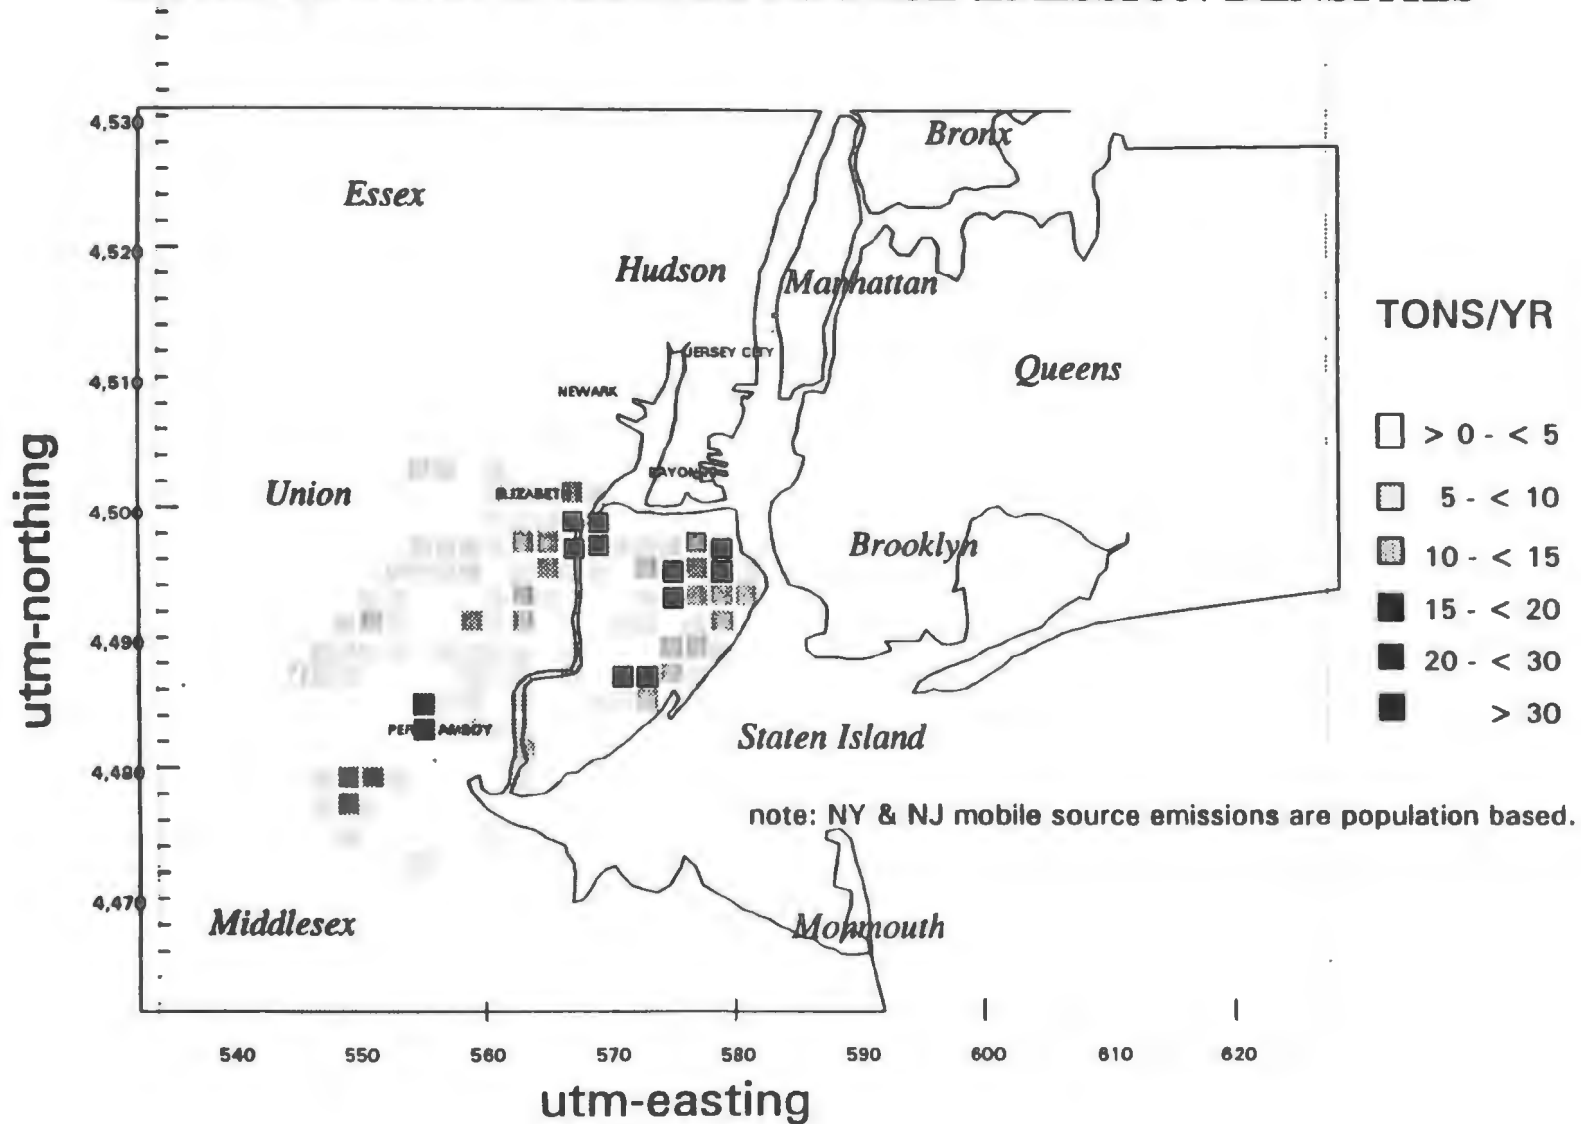 4,530
Bronx
Essex
4,520
Hudson
Manhattan
TONS/YR
JERSEY CITY
Queens
4,510
NEWARK
> 0 - < 5
Union
ELIZABET
5 - < 10
4,500
Brooklyn
10 - < 15
15 - < 20
4,490
20 - < 30
> 30
AMBOY
Staten Island
4,480
note: NY & NJ mobile source emissions are population based.
4,470
Middlesex
Monmouth
utm-northing
540 550 560 570 580 590 600 610 620
utm-easting